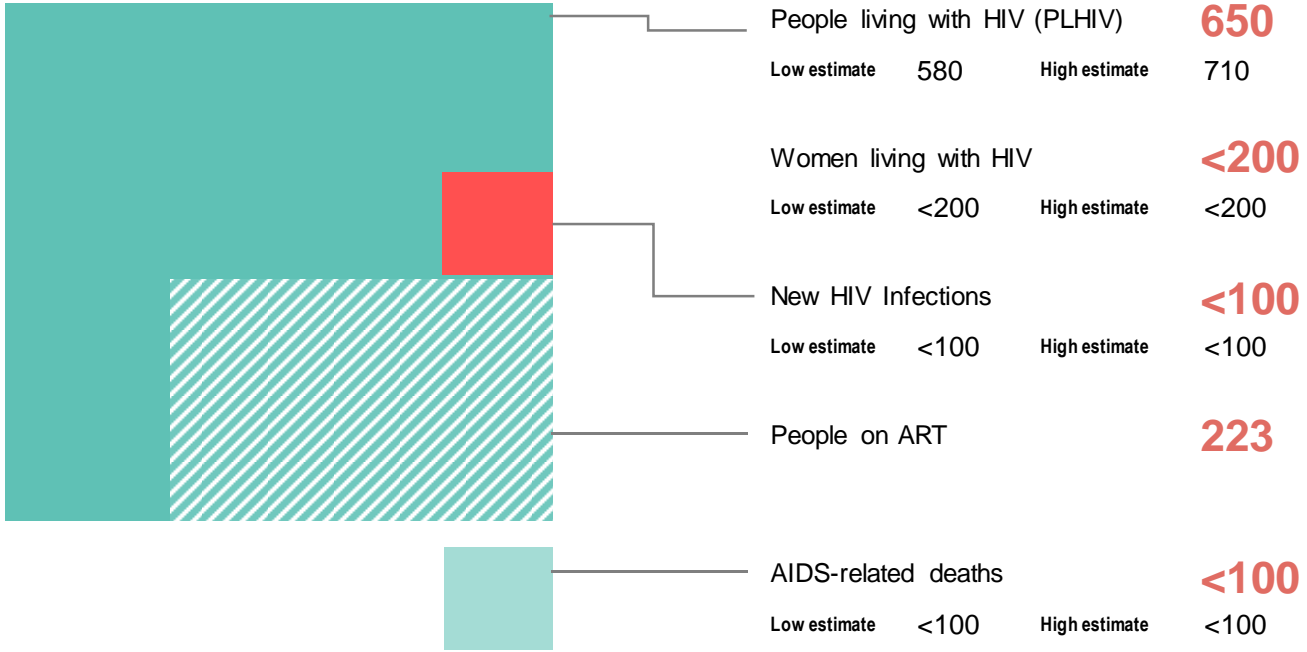 People living with HIV (PLHIV) 650
Low estimate 580 High estimate 710
Women living with HIV <200
Low estimate <200 High estimate <200
New HIV Infections <100
Low estimate <100 High estimate <100
People on ART 223
AIDS-related deaths <100
Low estimate <100 High estimate <100